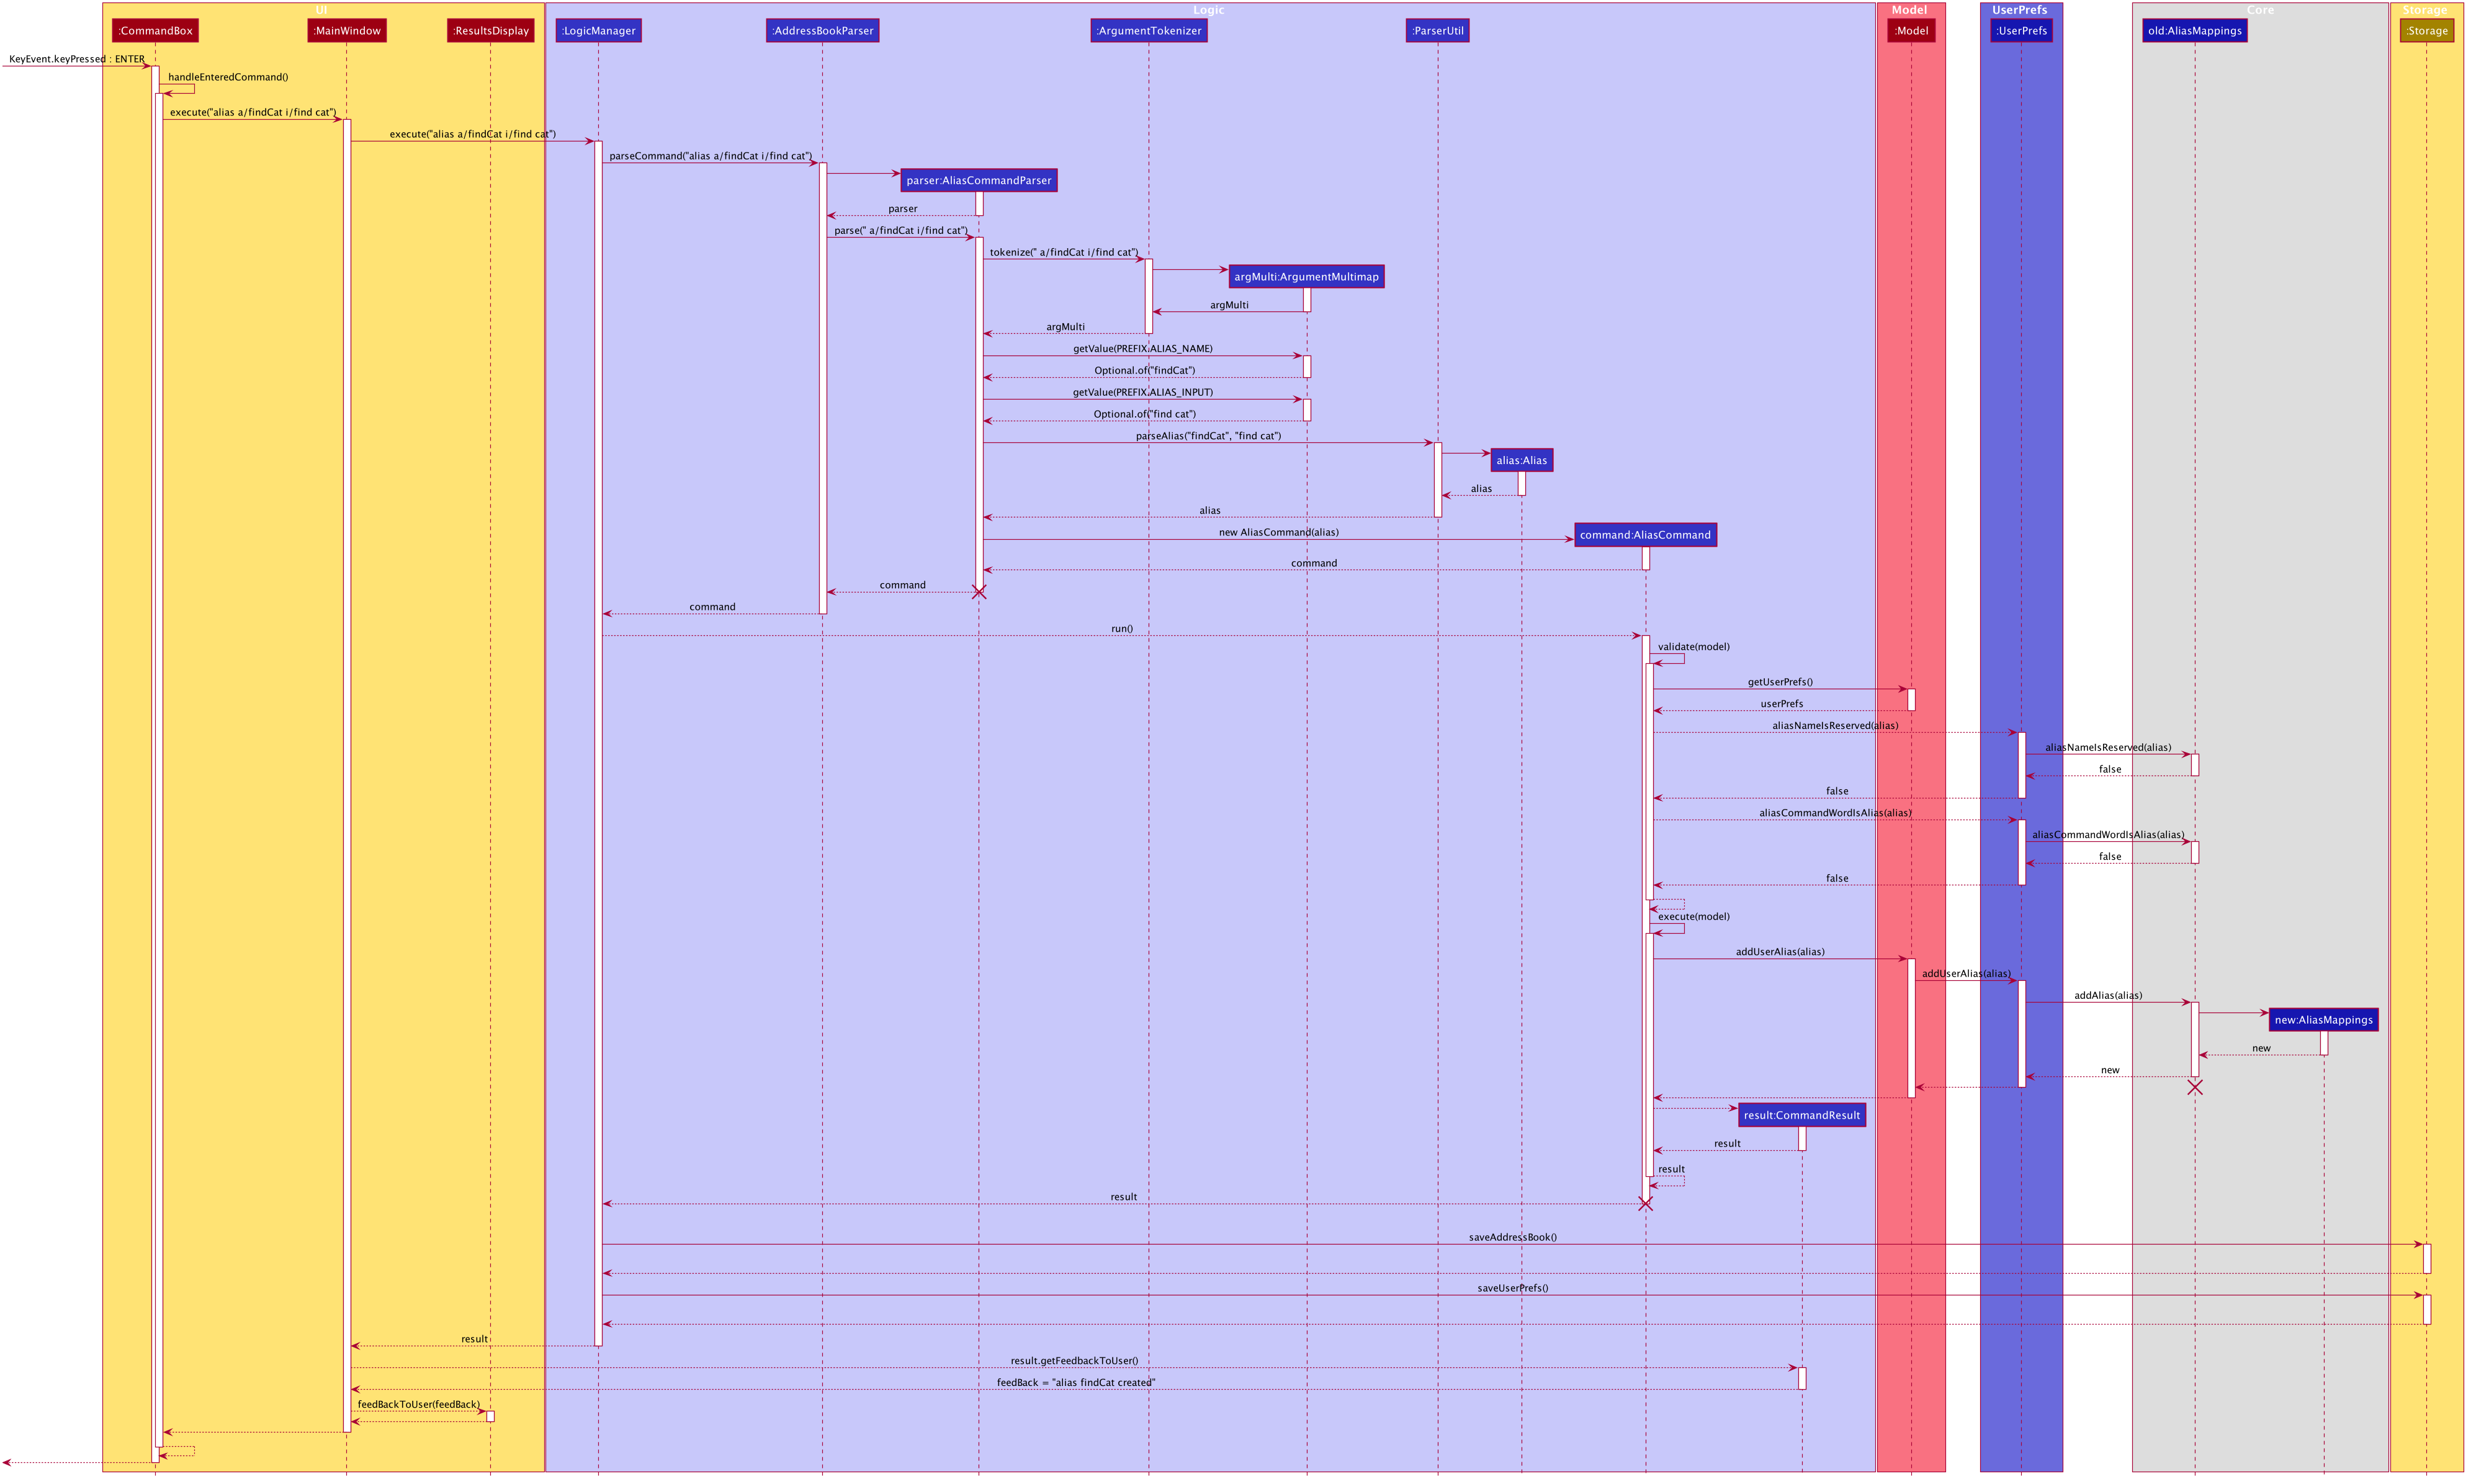 UI
Logic
Model
UserPrefs
Core
Storage
:CommandBox
:MainWindow
:ResultsDisplay
:LogicManager
:AddressBookParser
:ArgumentTokenizer
:ParserUtil
:Model
:UserPrefs
old:AliasMappings
:Storage
KeyEvent.keyPressed : ENTER
handleEnteredCommand()
execute("alias a/findCat i/find cat")
execute("alias a/findCat i/find cat")
parseCommand("alias a/findCat i/find cat")
parser:AliasCommandParser
parser
parse(" a/findCat i/find cat")
tokenize(" a/findCat i/find cat")
argMulti:ArgumentMultimap
argMulti
argMulti
getValue(PREFIX.ALIAS_NAME)
Optional.of("findCat")
getValue(PREFIX.ALIAS_INPUT)
Optional.of("find cat")
parseAlias("findCat", "find cat")
alias:Alias
alias
alias
new AliasCommand(alias)
command:AliasCommand
command
command
command
run()
validate(model)
getUserPrefs()
userPrefs
aliasNameIsReserved(alias)
aliasNameIsReserved(alias)
false
false
aliasCommandWordIsAlias(alias)
aliasCommandWordIsAlias(alias)
false
false
execute(model)
addUserAlias(alias)
addUserAlias(alias)
addAlias(alias)
new:AliasMappings
new
new
result:CommandResult
result
result
result
saveAddressBook()
saveUserPrefs()
result
result.getFeedbackToUser()
feedBack = "alias findCat created"
feedBackToUser(feedBack)